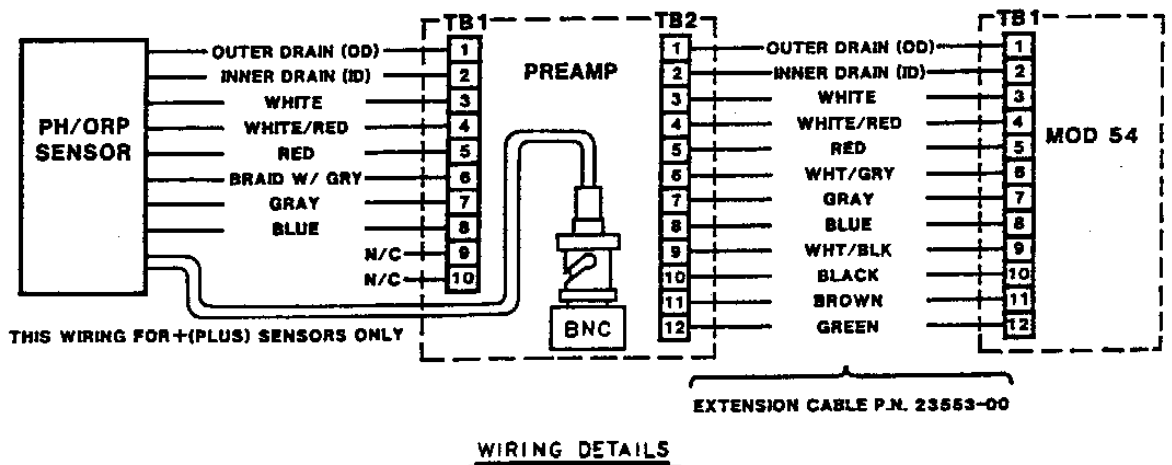 TB1 TB2 TB1
PH/ORP
SENSOR
OUTER DRAIN (OD) 1
INNER DRAIN (ID) 2
WHITE 3
WHITE/RED 4
RED 5
BRAID W/ GRY 6
GRAY 7
BLUE 8
N/C 9
N/C 10
THIS WIRING FOR +(PLUS) SENSORS ONLY
PREAMP
BNC
1 OUTER DRAIN (OD) 1
2 INNER DRAIN (ID) 2
3 WHITE 3
4 WHITE/RED 4
5 RED 5
6 WHT/GRY 6
7 GRAY 7
8 BLUE 8
9 WHT/BLK 9
10 BLACK 10
11 BROWN 11
12 GREEN 12
MOD 54
EXTENSION CABLE P.N. 23553-00
WIRING DETAILS